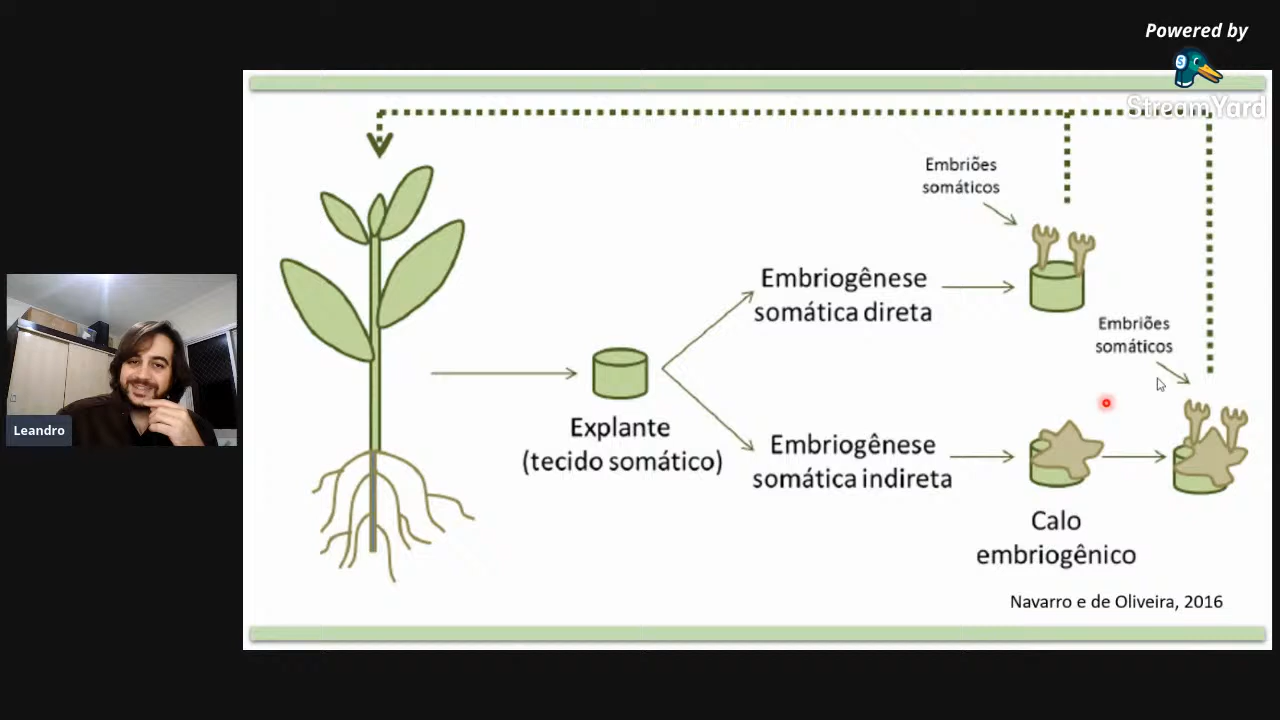 Powered by
StreamYard
Embriões
somáticos
Embriogênese
somática direta
Embriões
somáticos
Explante
(tecido somático)
Embriogênese
somática indireta
Calo
embriogênico
Navarro e de Oliveira, 2016
Leandro